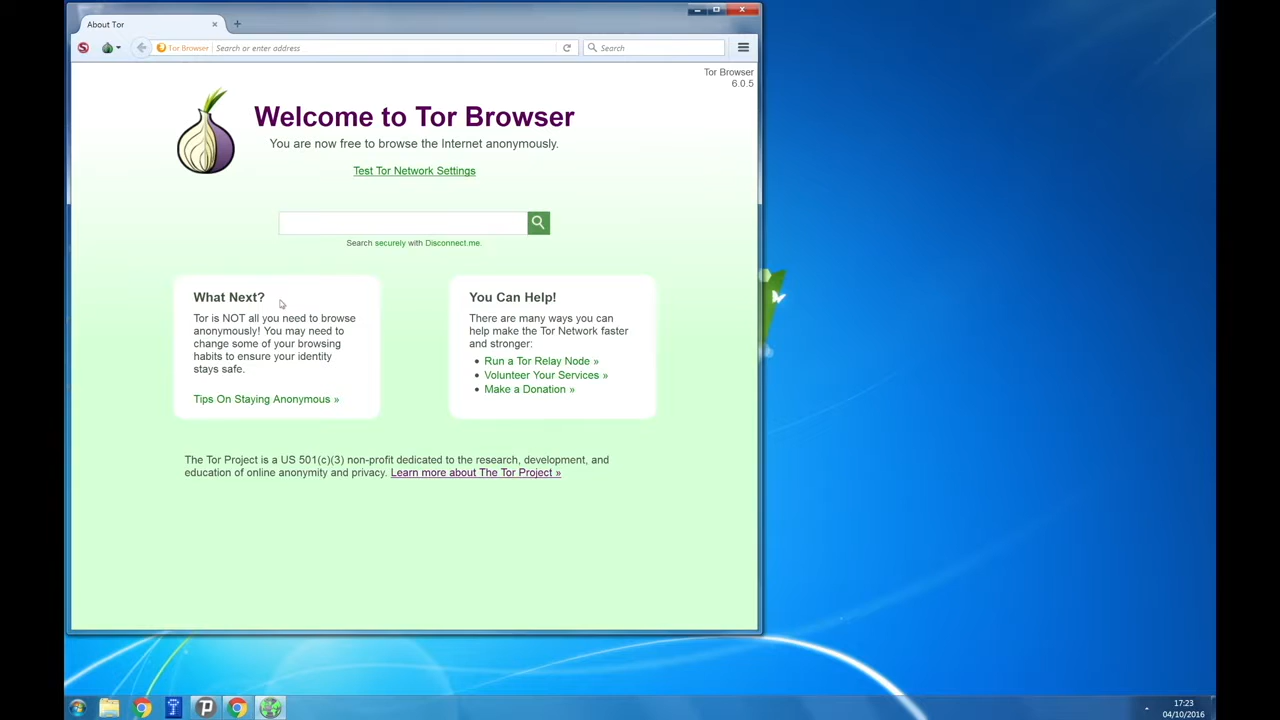 About Tor
Tor Browser
Search or enter address
Search
Tor Browser
6.0.5
Welcome to Tor Browser
You are now free to browse the Internet anonymously.
Test Tor Network Settings
Search securely with Disconnect.me.
What Next?
Tor is NOT all you need to browse
anonymously! You may need to
change some of your browsing
habits to ensure your identity
stays safe.
Tips On Staying Anonymous »
You Can Help!
There are many ways you can
help make the Tor Network faster
and stronger:
Run a Tor Relay Node »
Volunteer Your Services »
Make a Donation »
The Tor Project is a US 501(c)(3) non-profit dedicated to the research, development, and
education of online anonymity and privacy. Learn more about The Tor Project »
17:23
04/10/2016